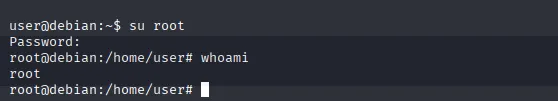 user@debian:~$ su root
Password:
root@debian:/home/user# whoami
root
root@debian:/home/user#